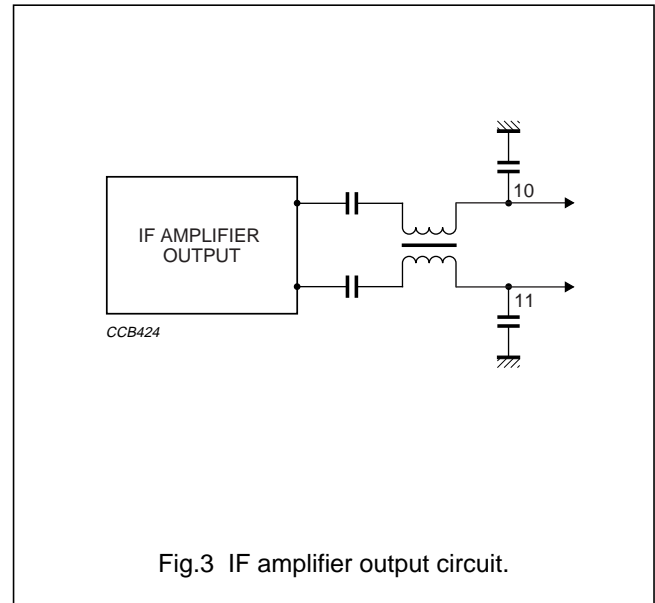 10
IF AMPLIFIER
OUTPUT
11
CCB424
Fig.3 IF amplifier output circuit.